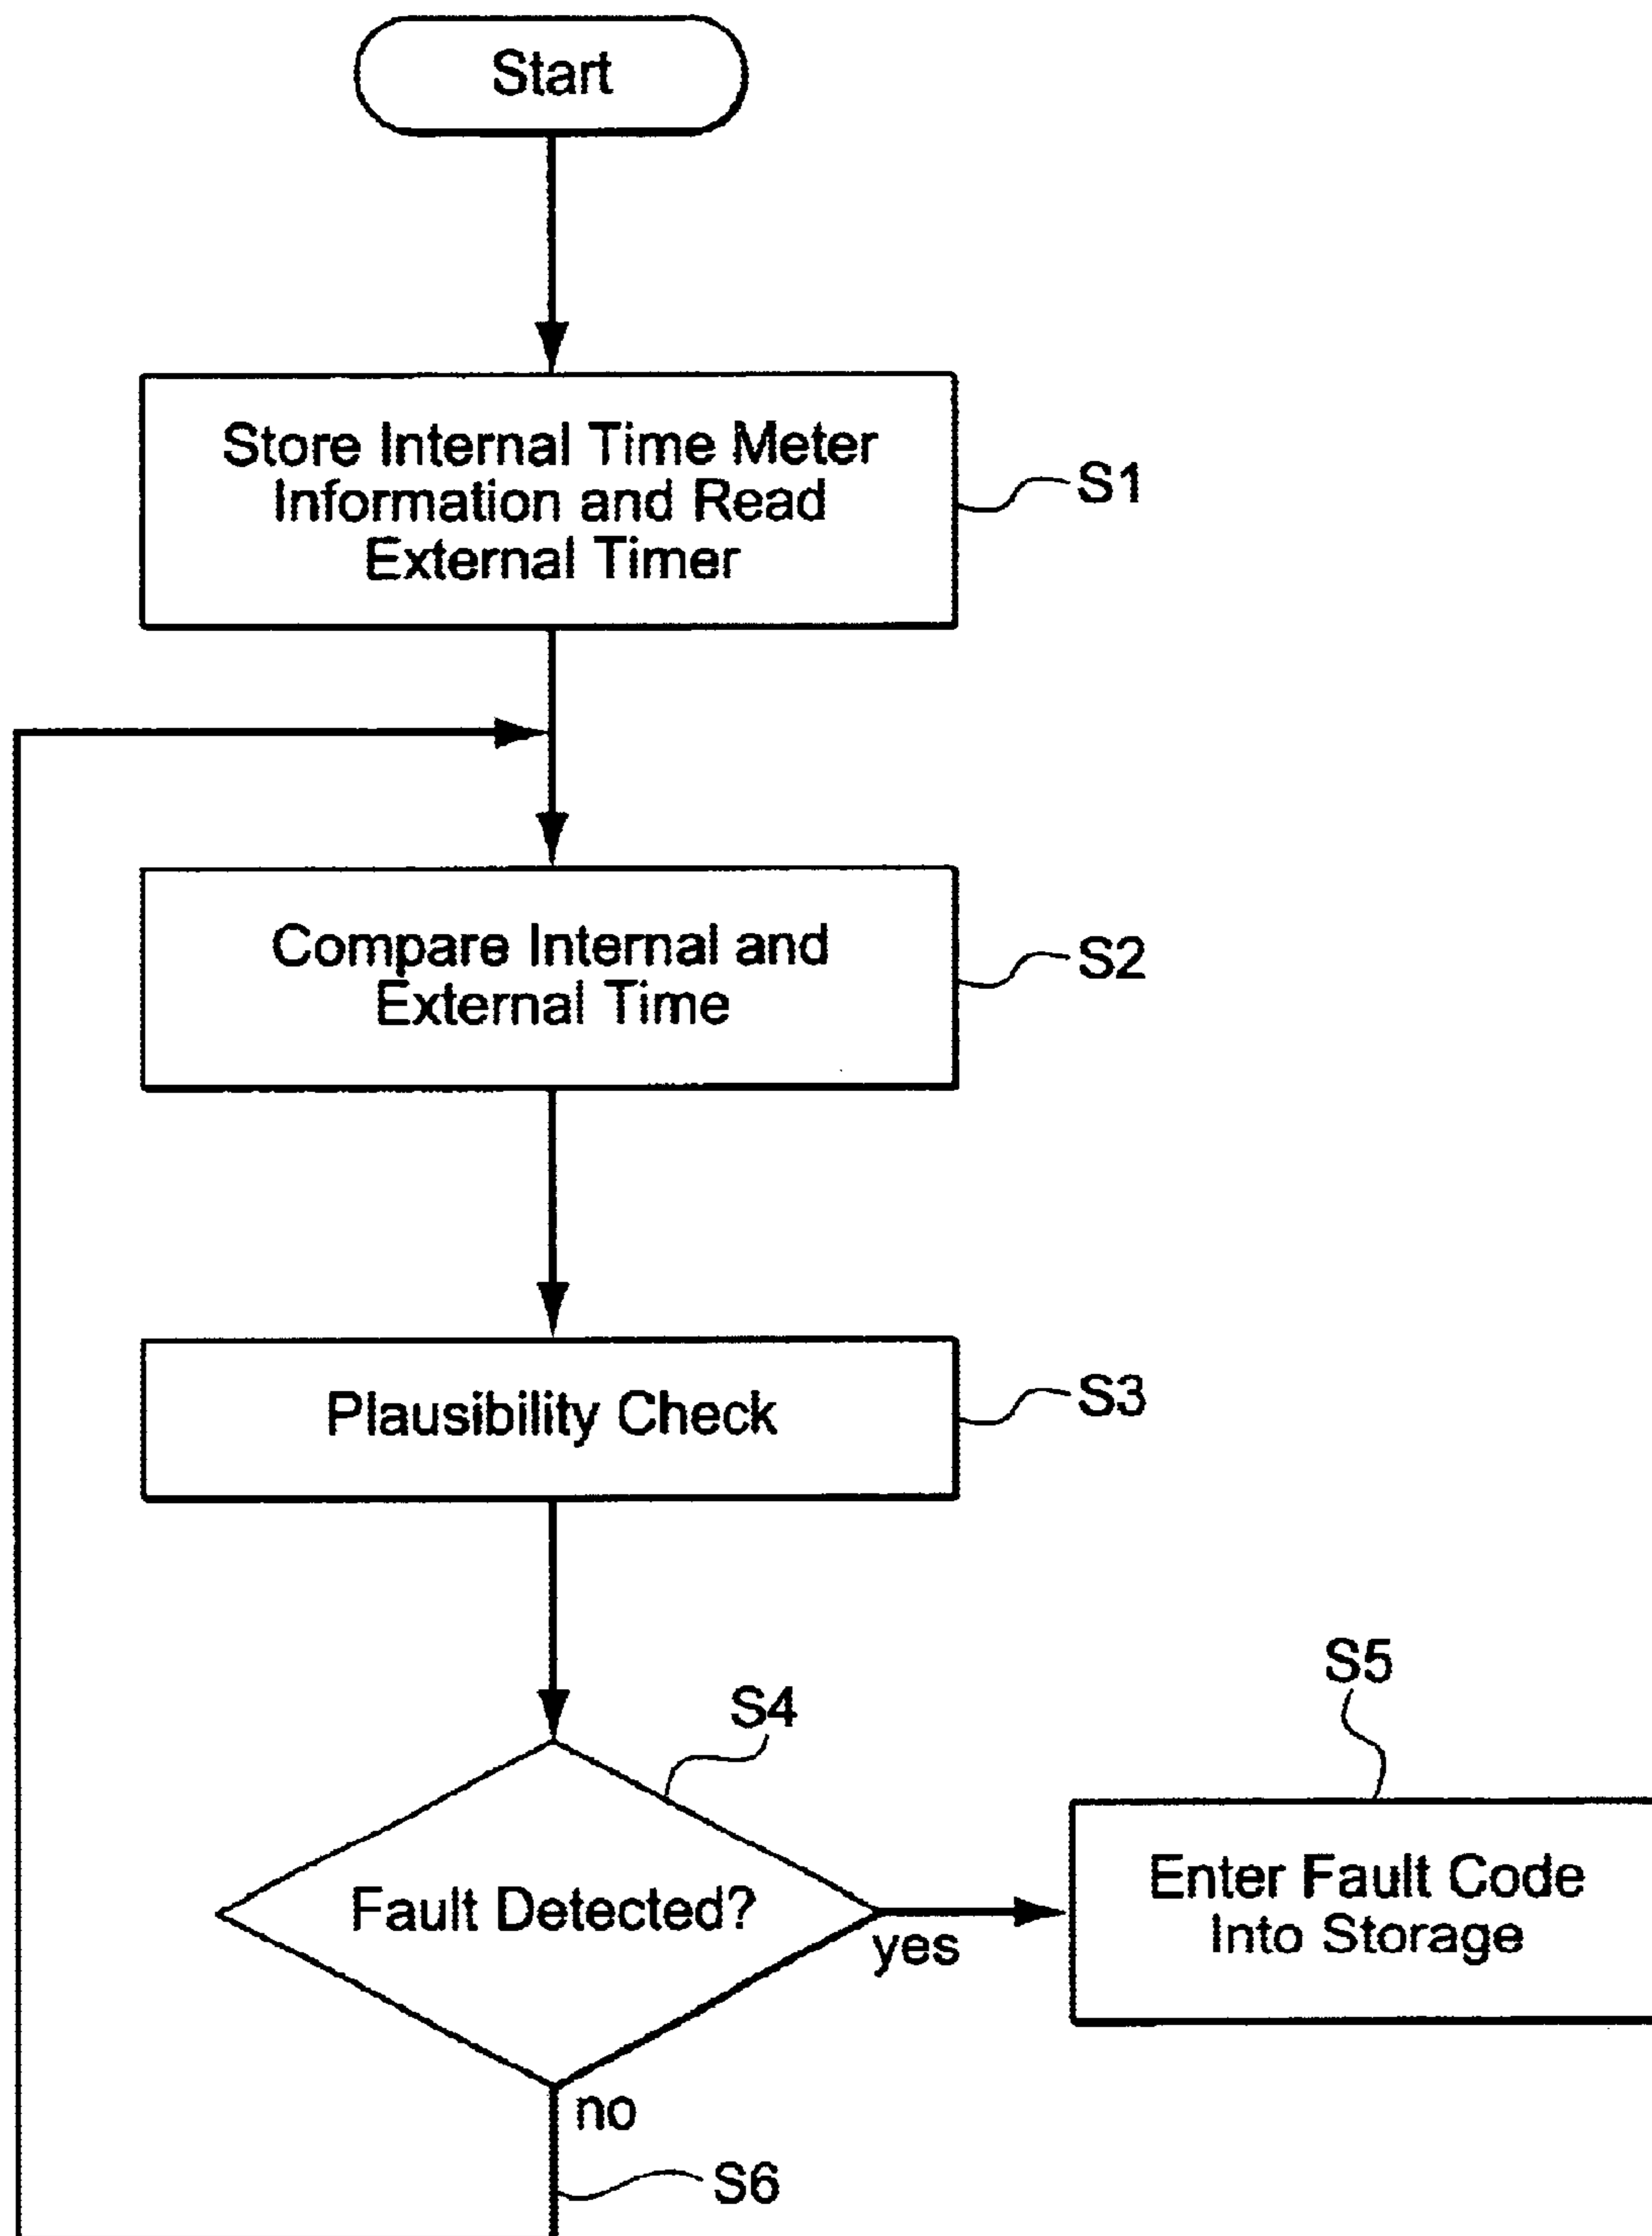 Start
Store Internal Time Meter
Information and Read
External Timer
S1
Compare Internal and
External Time
S2
Plausibility Check
S3
S4
S5
Fault Detected?
yes
Enter Fault Code
Into Storage
no
S6